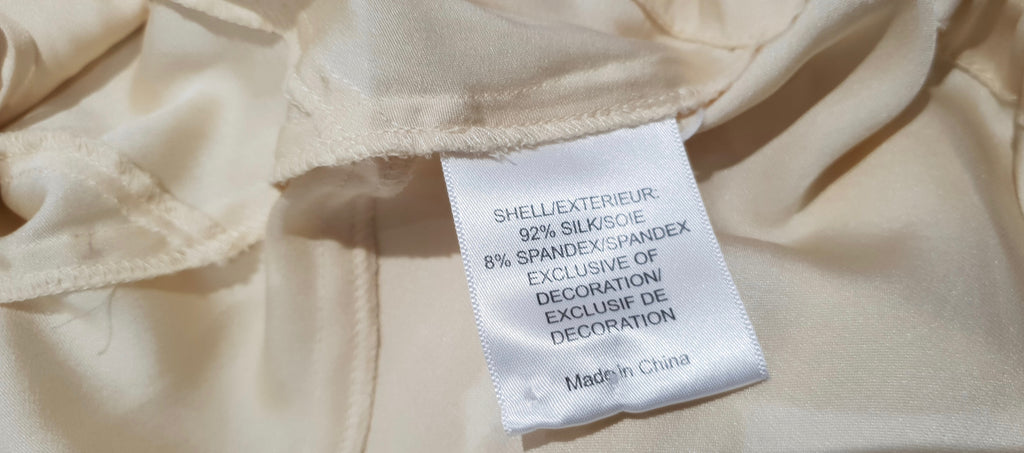 SHELL/EXTERIEUR:
92% SILK/SOIE
8% SPANDEX/SPANDEX
EXCLUSIVE OF
DECORATION/
EXCLUSIF DE
DECORATION
Made In China